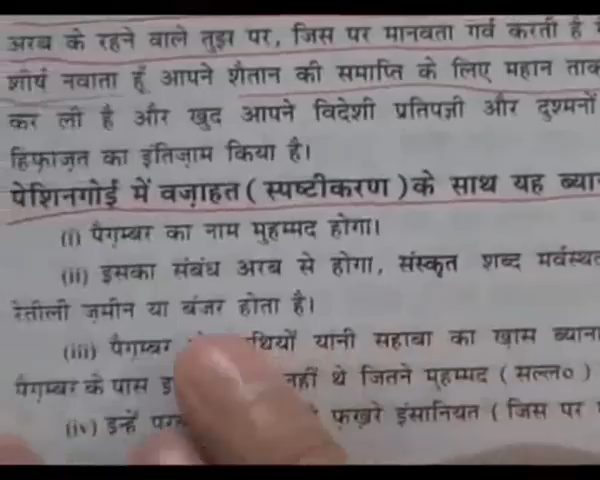 अरब के रहने वाले तुझ पर, जिस पर मानवता गर्व करती है
शीर्ष नवाता हूँ आपने शैतान की समाप्ति के लिए महान ताक
कर ली है और खुद आपने विदेशी प्रतिपज्ञी और दुश्मनों
हिफ़ाज़त का इंतिज़ाम किया है।
पेशिनगोई में वज़ाहत ( स्पष्टीकरण ) के साथ यह ब्यान
(i) पैग़म्बर का नाम मुहम्मद होगा।
(ii) इसका संबंध अरब से होगा, संस्कृत शब्द मर्वस्थल
रेतीली ज़मीन या बंजर होता है।
(iii) पैग़म्बर थियों यानी सहाबा का ख़ास ब्यान
पैग़म्बर के पास नहीं थे जितने मुहम्मद ( सल्ल० )
(iv) इन्हें फ़ख़रे इंसानियत ( जिस पर